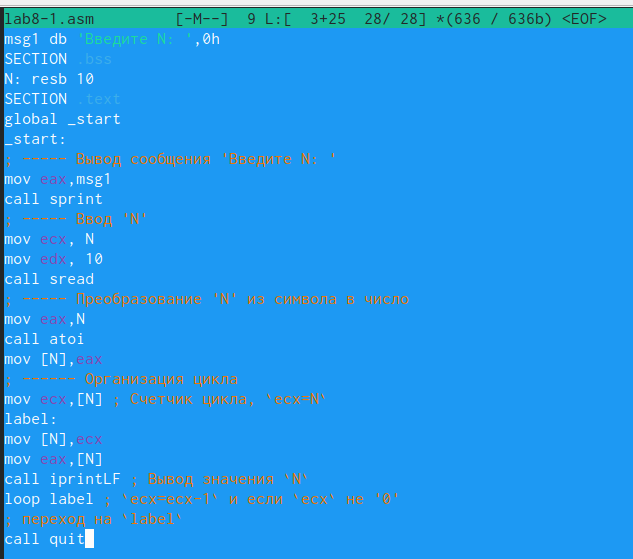 lab8-1.asm [-M--] 9 L:[ 3+25 28/ 28] *(636 / 636b) <EOF>
msg1 db 'Введите N: ',0h
SECTION .bss
N: resb 10
SECTION .text
global _start
_start:
; ----- Вывод сообщения 'Введите N: '
mov eax,msg1
call sprint
; ----- Ввод 'N'
mov ecx, N
mov edx, 10
call sread
; ----- Преобразование 'N' из символа в число
mov eax,N
call atoi
mov [N],eax
; ------ Организация цикла
mov ecx,[N] ; Счетчик цикла, `ecx=N`
label:
mov [N],ecx
mov eax,[N]
call iprintLF ; Вывод значения `N`
loop label ; `ecx=ecx-1` и если `ecx` не '0'
; переход на `label`
call quit